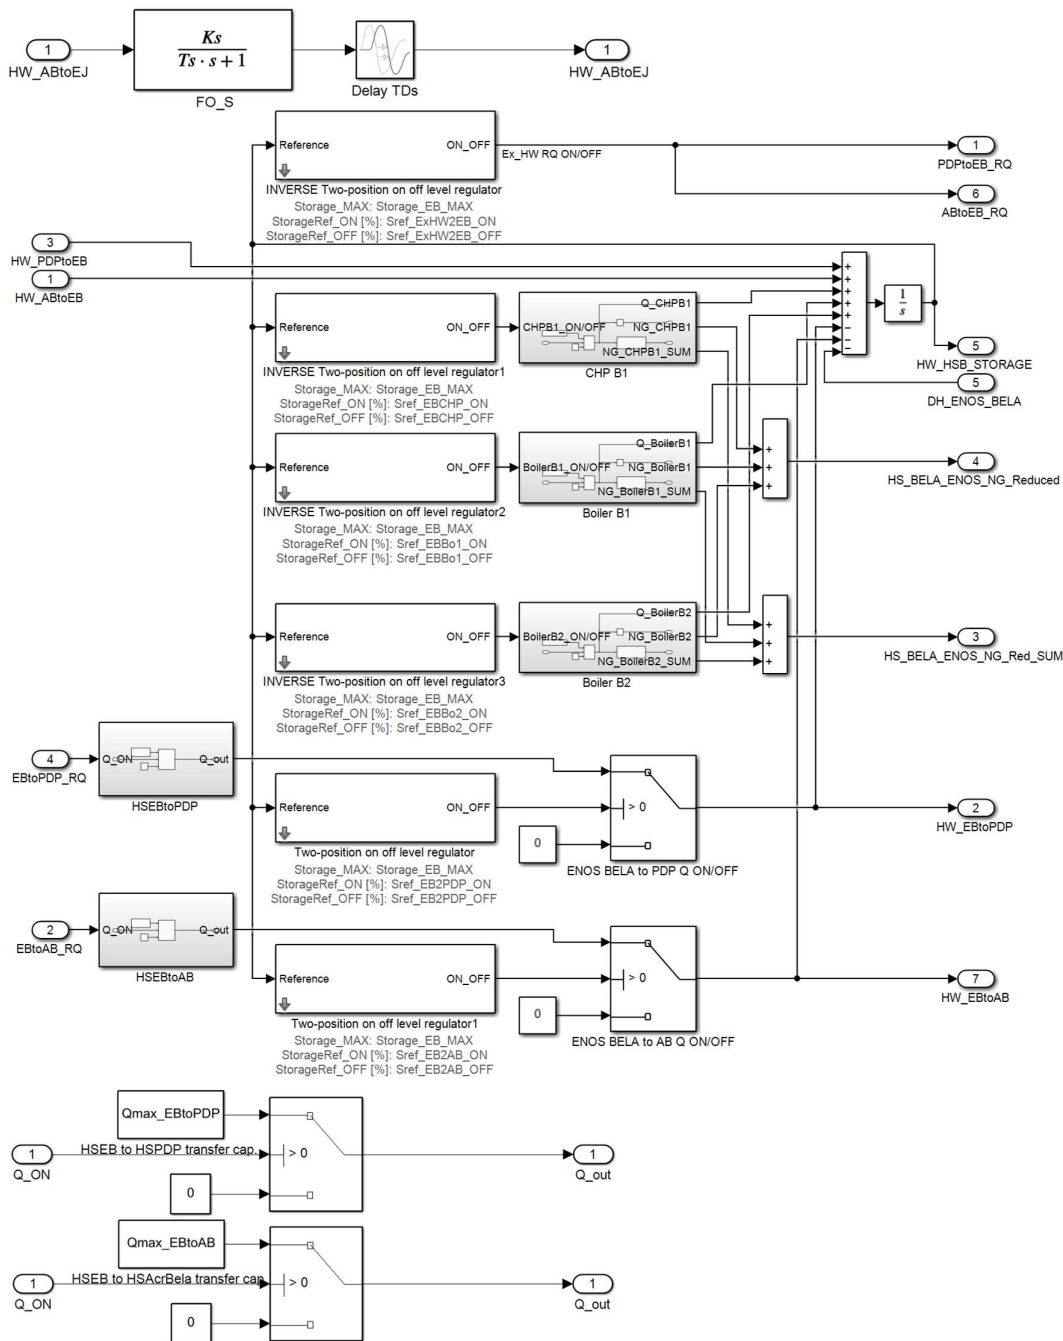 Ks
Ts · s + 1
1
1
HW_ABtoEJ
HW_ABtoEJ
Delay TDs
FO_S
Reference
ON_OFF
Ex_HW RQ ON/OFF
1
PDPtoEB_RQ
INVERSE Two-position on off level regulator
Storage_MAX: Storage_EB_MAX
StorageRef_ON [%]: Sref_ExHW2EB_ON
StorageRef_OFF [%]: Sref_ExHW2EB_OFF
6
ABtoEB_RQ
3
HW_PDPtoEB
1
HW_ABtoEB
+
+
+
+
+
−
−
−
1
s
Reference
ON_OFF
CHPB1_ON/OFF
Q_CHPB1
NG_CHPB1
NG_CHPB1_SUM
CHP B1
INVERSE Two-position on off level regulator1
Storage_MAX: Storage_EB_MAX
StorageRef_ON [%]: Sref_EBCHP_ON
StorageRef_OFF [%]: Sref_EBCHP_OFF
5
HW_HSB_STORAGE
5
DH_ENOS_BELA
Reference
ON_OFF
BoilerB1_ON/OFF
Q_BoilerB1
NG_BoilerB1
NG_BoilerB1_SUM
Boiler B1
+
+
+
4
HS_BELA_ENOS_NG_Reduced
INVERSE Two-position on off level regulator2
Storage_MAX: Storage_EB_MAX
StorageRef_ON [%]: Sref_EBBo1_ON
StorageRef_OFF [%]: Sref_EBBo1_OFF
Reference
ON_OFF
BoilerB2_ON/OFF
Q_BoilerB2
NG_BoilerB2
NG_BoilerB2_SUM
Boiler B2
+
+
+
3
HS_BELA_ENOS_NG_Red_SUM
INVERSE Two-position on off level regulator3
Storage_MAX: Storage_EB_MAX
StorageRef_ON [%]: Sref_EBBo2_ON
StorageRef_OFF [%]: Sref_EBBo2_OFF
4
EBtoPDP_RQ
Q_ON
Q_out
HSEBtoPDP
Reference
ON_OFF
> 0
0
ENOS BELA to PDP Q ON/OFF
2
HW_EBtoPDP
Two-position on off level regulator
Storage_MAX: Storage_EB_MAX
StorageRef_ON [%]: Sref_EB2PDP_ON
StorageRef_OFF [%]: Sref_EB2PDP_OFF
2
EBtoAB_RQ
Q_ON
Q_out
HSEBtoAB
Reference
ON_OFF
> 0
0
ENOS BELA to AB Q ON/OFF
7
HW_EBtoAB
Two-position on off level regulator1
Storage_MAX: Storage_EB_MAX
StorageRef_ON [%]: Sref_EB2AB_ON
StorageRef_OFF [%]: Sref_EB2AB_OFF
Qmax_EBtoPDP
HSEB to HSPDP transfer cap.
1
Q_ON
> 0
0
1
Q_out
Qmax_EBtoAB
HSEB to HSAcrBela transfer cap
1
Q_ON
> 0
0
1
Q_out